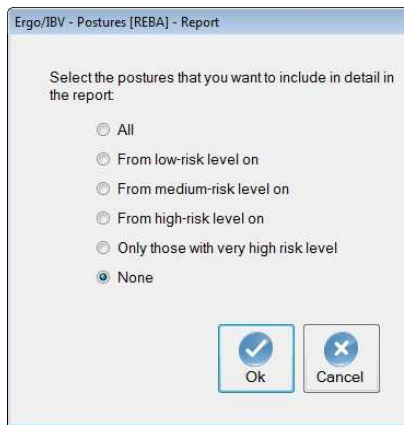 Ergo/IBV - Postures [REBA] - Report
Select the postures that you want to include in detail in
the report:
All
From low-risk level on
From medium-risk level on
From high-risk level on
Only those with very high risk level
None
Ok
Cancel